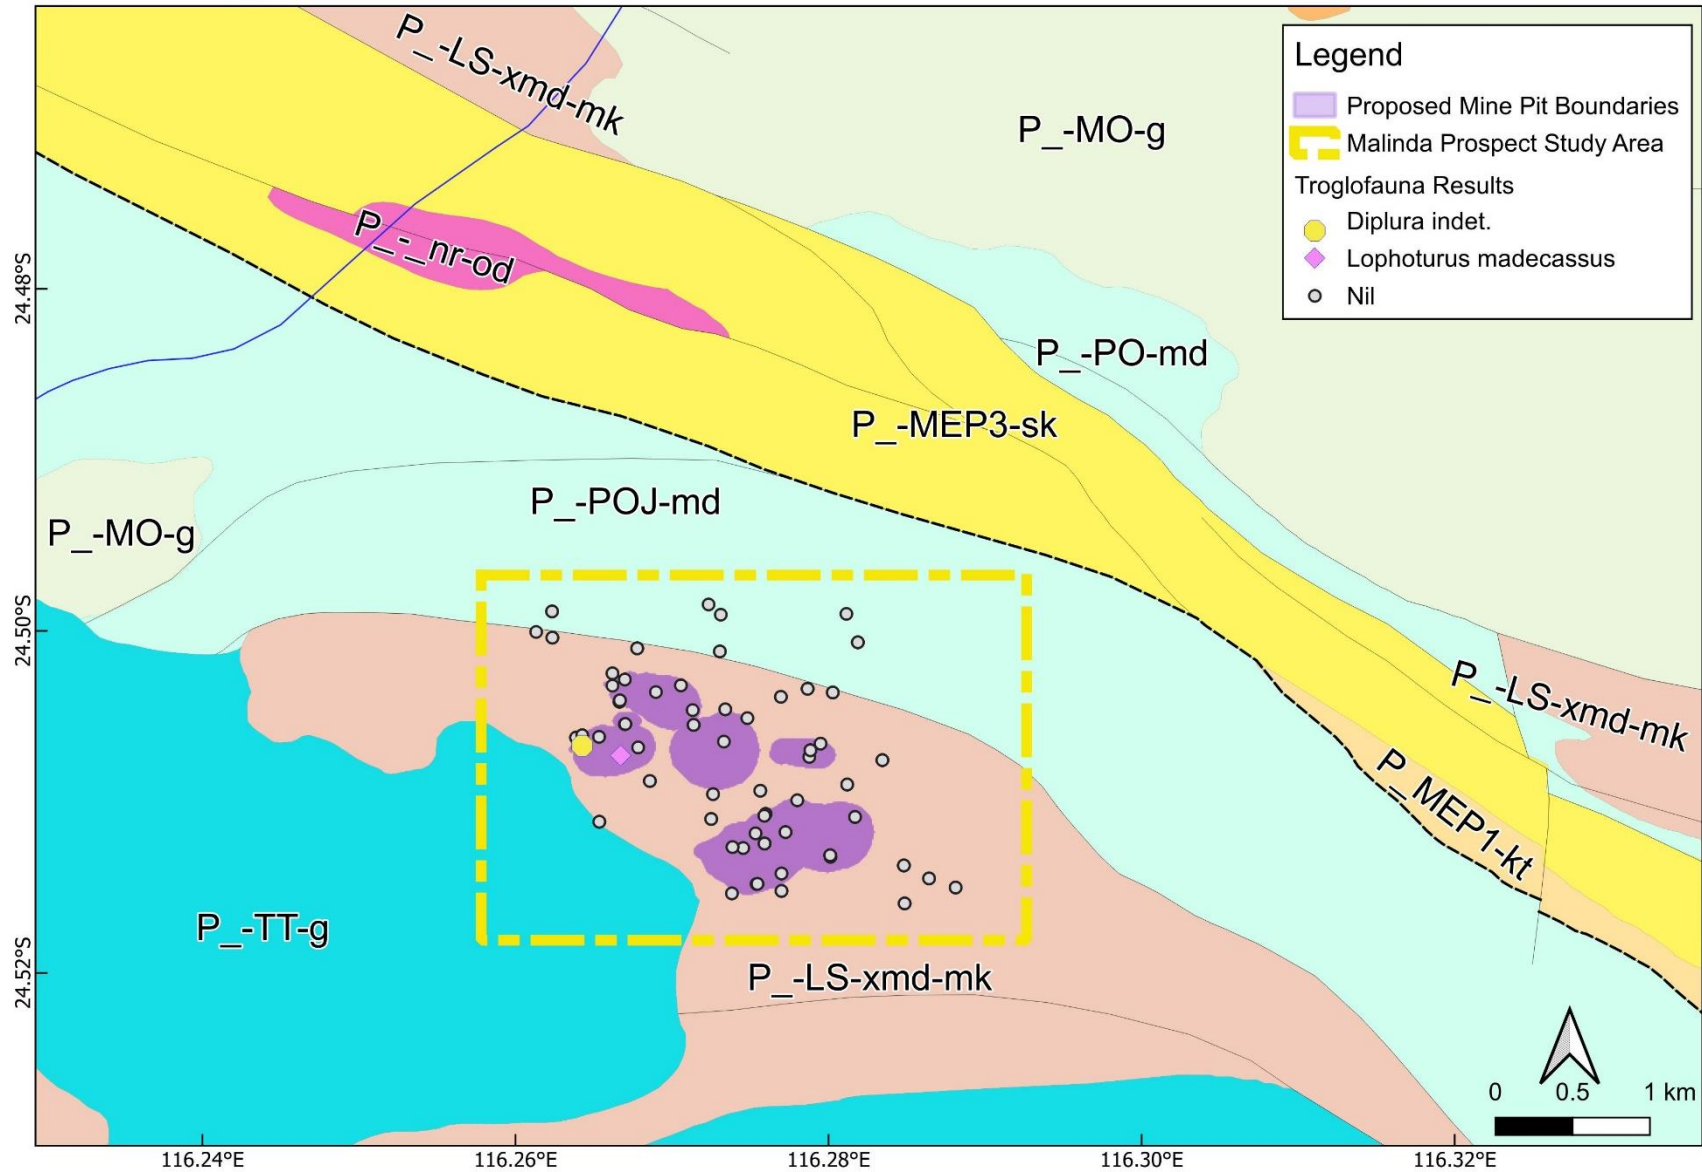 P_-LS-xmd-mk
P_-MO-g
Legend
Proposed Mine Pit Boundaries
Malinda Prospect Study Area
Troglofauna Results
Diplura indet.
Lophoturus madecassus
Nil
P_-_nr-od
P_-PO-md
P_-MEP3-sk
P_-POJ-md
P_-MO-g
P_-LS-xmd-mk
P_MEP1-kt
P_-TT-g
P_-LS-xmd-mk
24.48°S
24.50°S
24.52°S
0 0.5 1 km
116.24°E 116.26°E 116.28°E 116.30°E 116.32°E